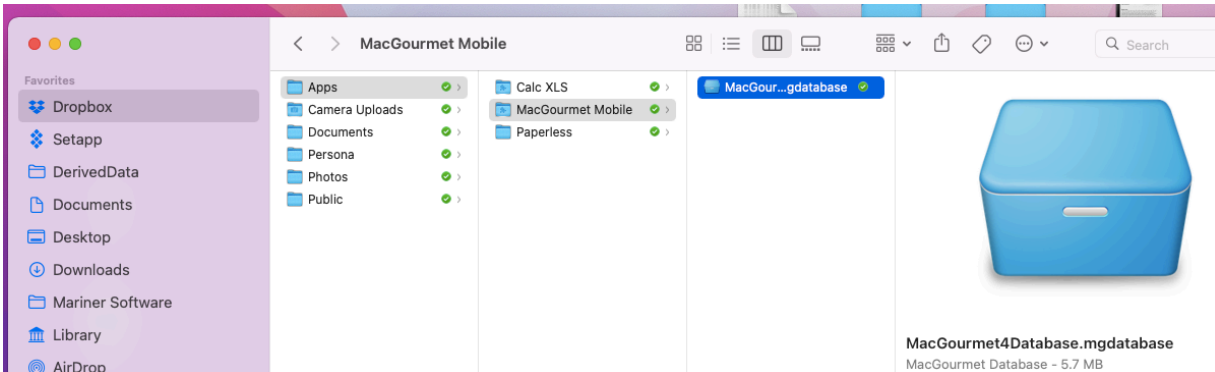 MacGourmet Mobile
Search
Favorites
Dropbox
Setapp
DerivedData
Documents
Desktop
Downloads
Mariner Software
Library
AirDrop
Apps
Camera Uploads
Documents
Persona
Photos
Public
Calc XLS
MacGourmet Mobile
Paperless
MacGour...gdatabase
MacGourmet4Database.mgdatabase
MacGourmet Database - 5.7 MB